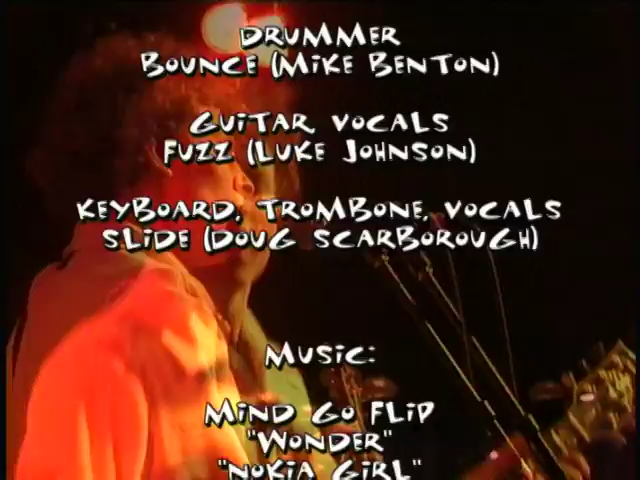 DRUMMER
BOUNCE (MIKE BENTON)
GUITAR VOCALS
FUZZ (LUKE JOHNSON)
KEYBOARD, TROMBONE, VOCALS
SLIDE (DOUG SCARBOROUGH)
MUSIC:
MIND GO FLIP
"WONDER"
"NOKIA GIRL"